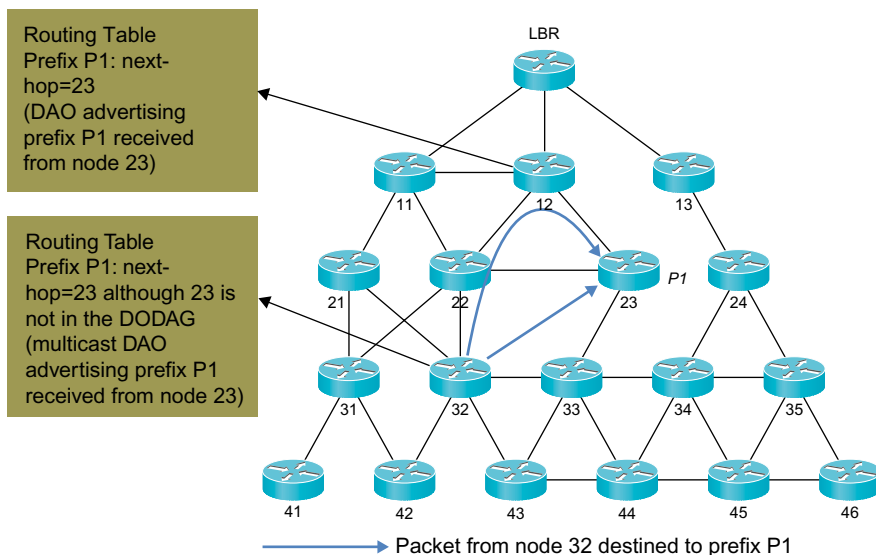 Routing Table
Prefix P1: next-
hop=23
(DAO advertising
prefix P1 received
from node 23)
Routing Table
Prefix P1: next-
hop=23 although 23 is
not in the DODAG
(multicast DAO
advertising prefix P1
received from node 23)
LBR
11
12
13
21
22
23
P1
24
31
32
33
34
35
41
42
43
44
45
46
Packet from node 32 destined to prefix P1